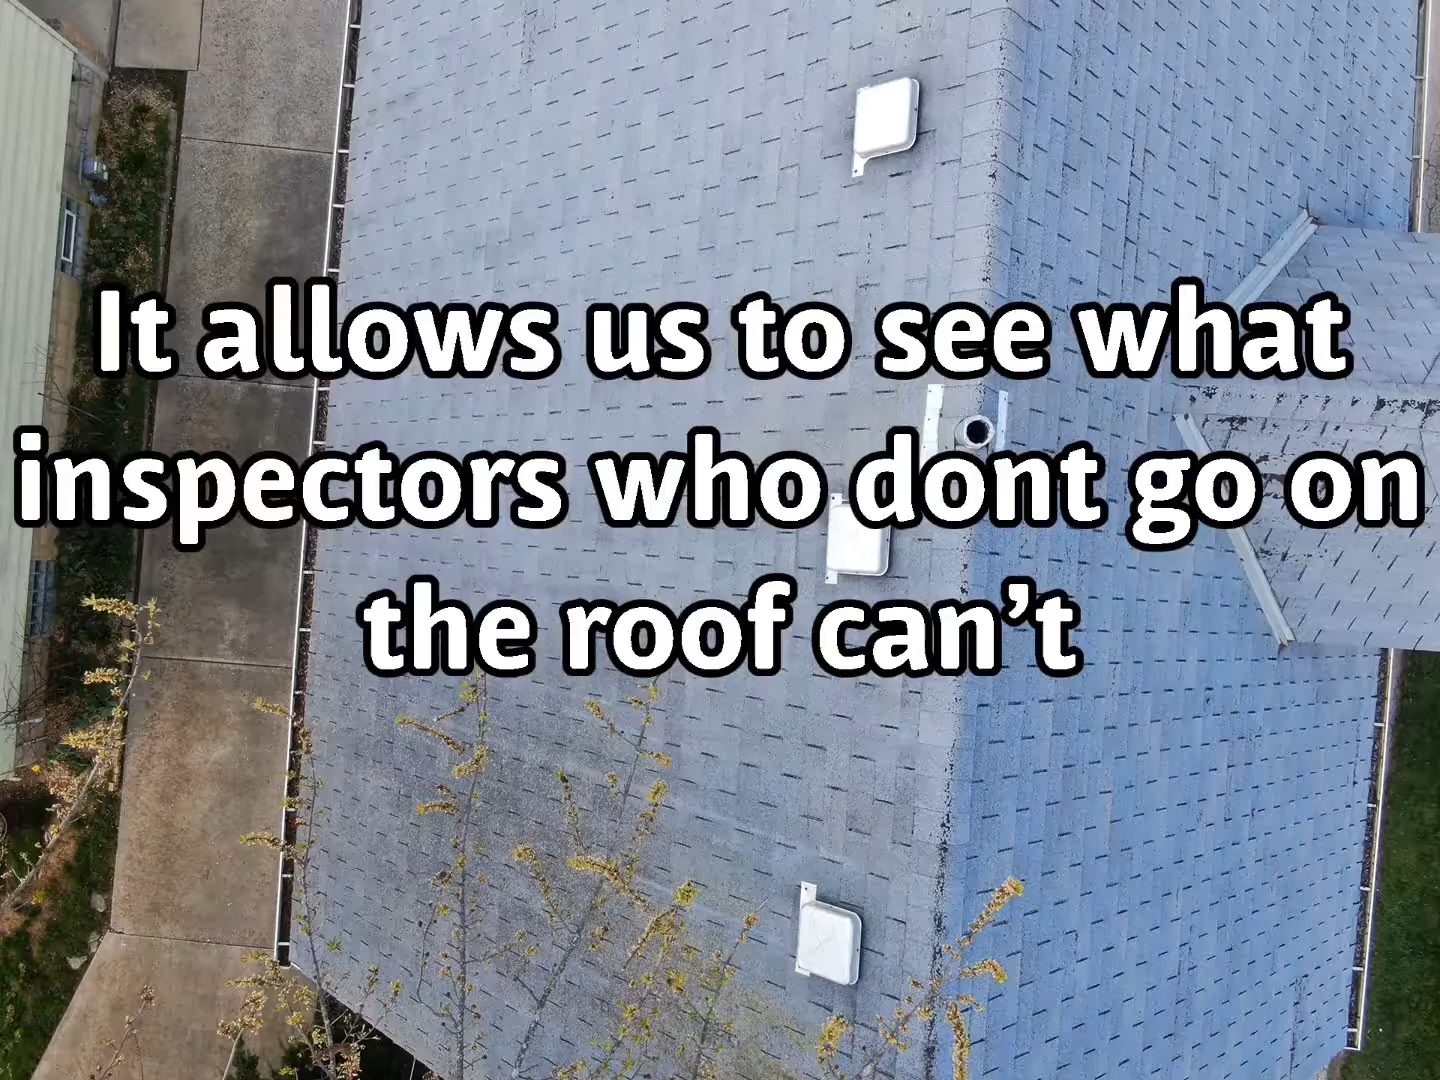 It allows us to see what
inspectors who dont go on
the roof can’t